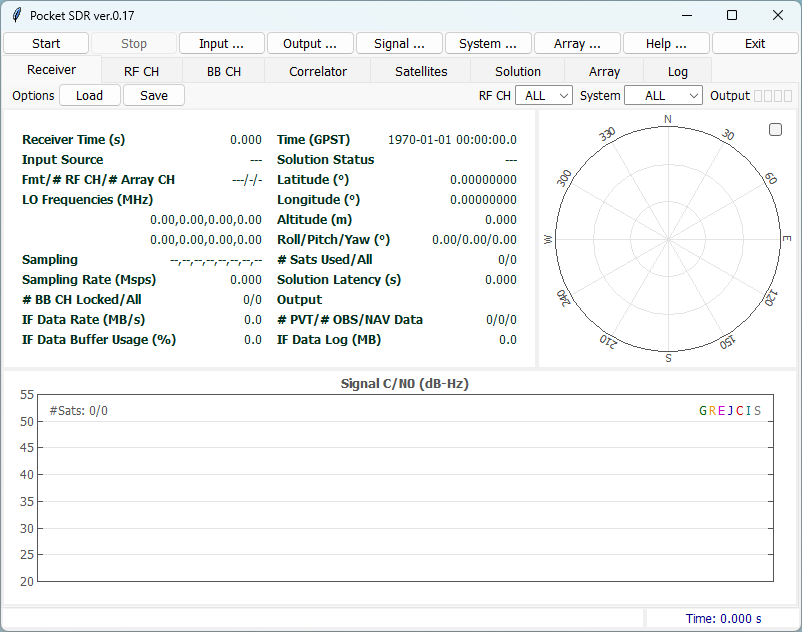 Pocket SDR ver.0.17
Start Stop Input ... Output ... Signal ... System ... Array ... Help ... Exit
Receiver RF CH BB CH Correlator Satellites Solution Array Log
Options Load Save RF CH ALL System ALL Output
Receiver Time (s) 0.000 Time (GPST) 1970-01-01 00:00:00.0
Input Source --- Solution Status ---
Fmt/# RF CH/# Array CH ---/-/- Latitude (°) 0.00000000
LO Frequencies (MHz) Longitude (°) 0.00000000
0.00,0.00,0.00,0.00 Altitude (m) 0.000
0.00,0.00,0.00,0.00 Roll/Pitch/Yaw (°) 0.00/0.00/0.00
Sampling --,--,--,--,--,--,--,-- # Sats Used/All 0/0
Sampling Rate (Msps) 0.000 Solution Latency (s) 0.000
# BB CH Locked/All 0/0 Output
IF Data Rate (MB/s) 0.0 # PVT/# OBS/NAV Data 0/0/0
IF Data Buffer Usage (%) 0.0 IF Data Log (MB) 0.0
N
330 30
300 60
W E
240 120
210 150
S
Signal C/N0 (dB-Hz)
55
#Sats: 0/0 G R E J C I S
50
45
40
35
30
25
20
Time: 0.000 s